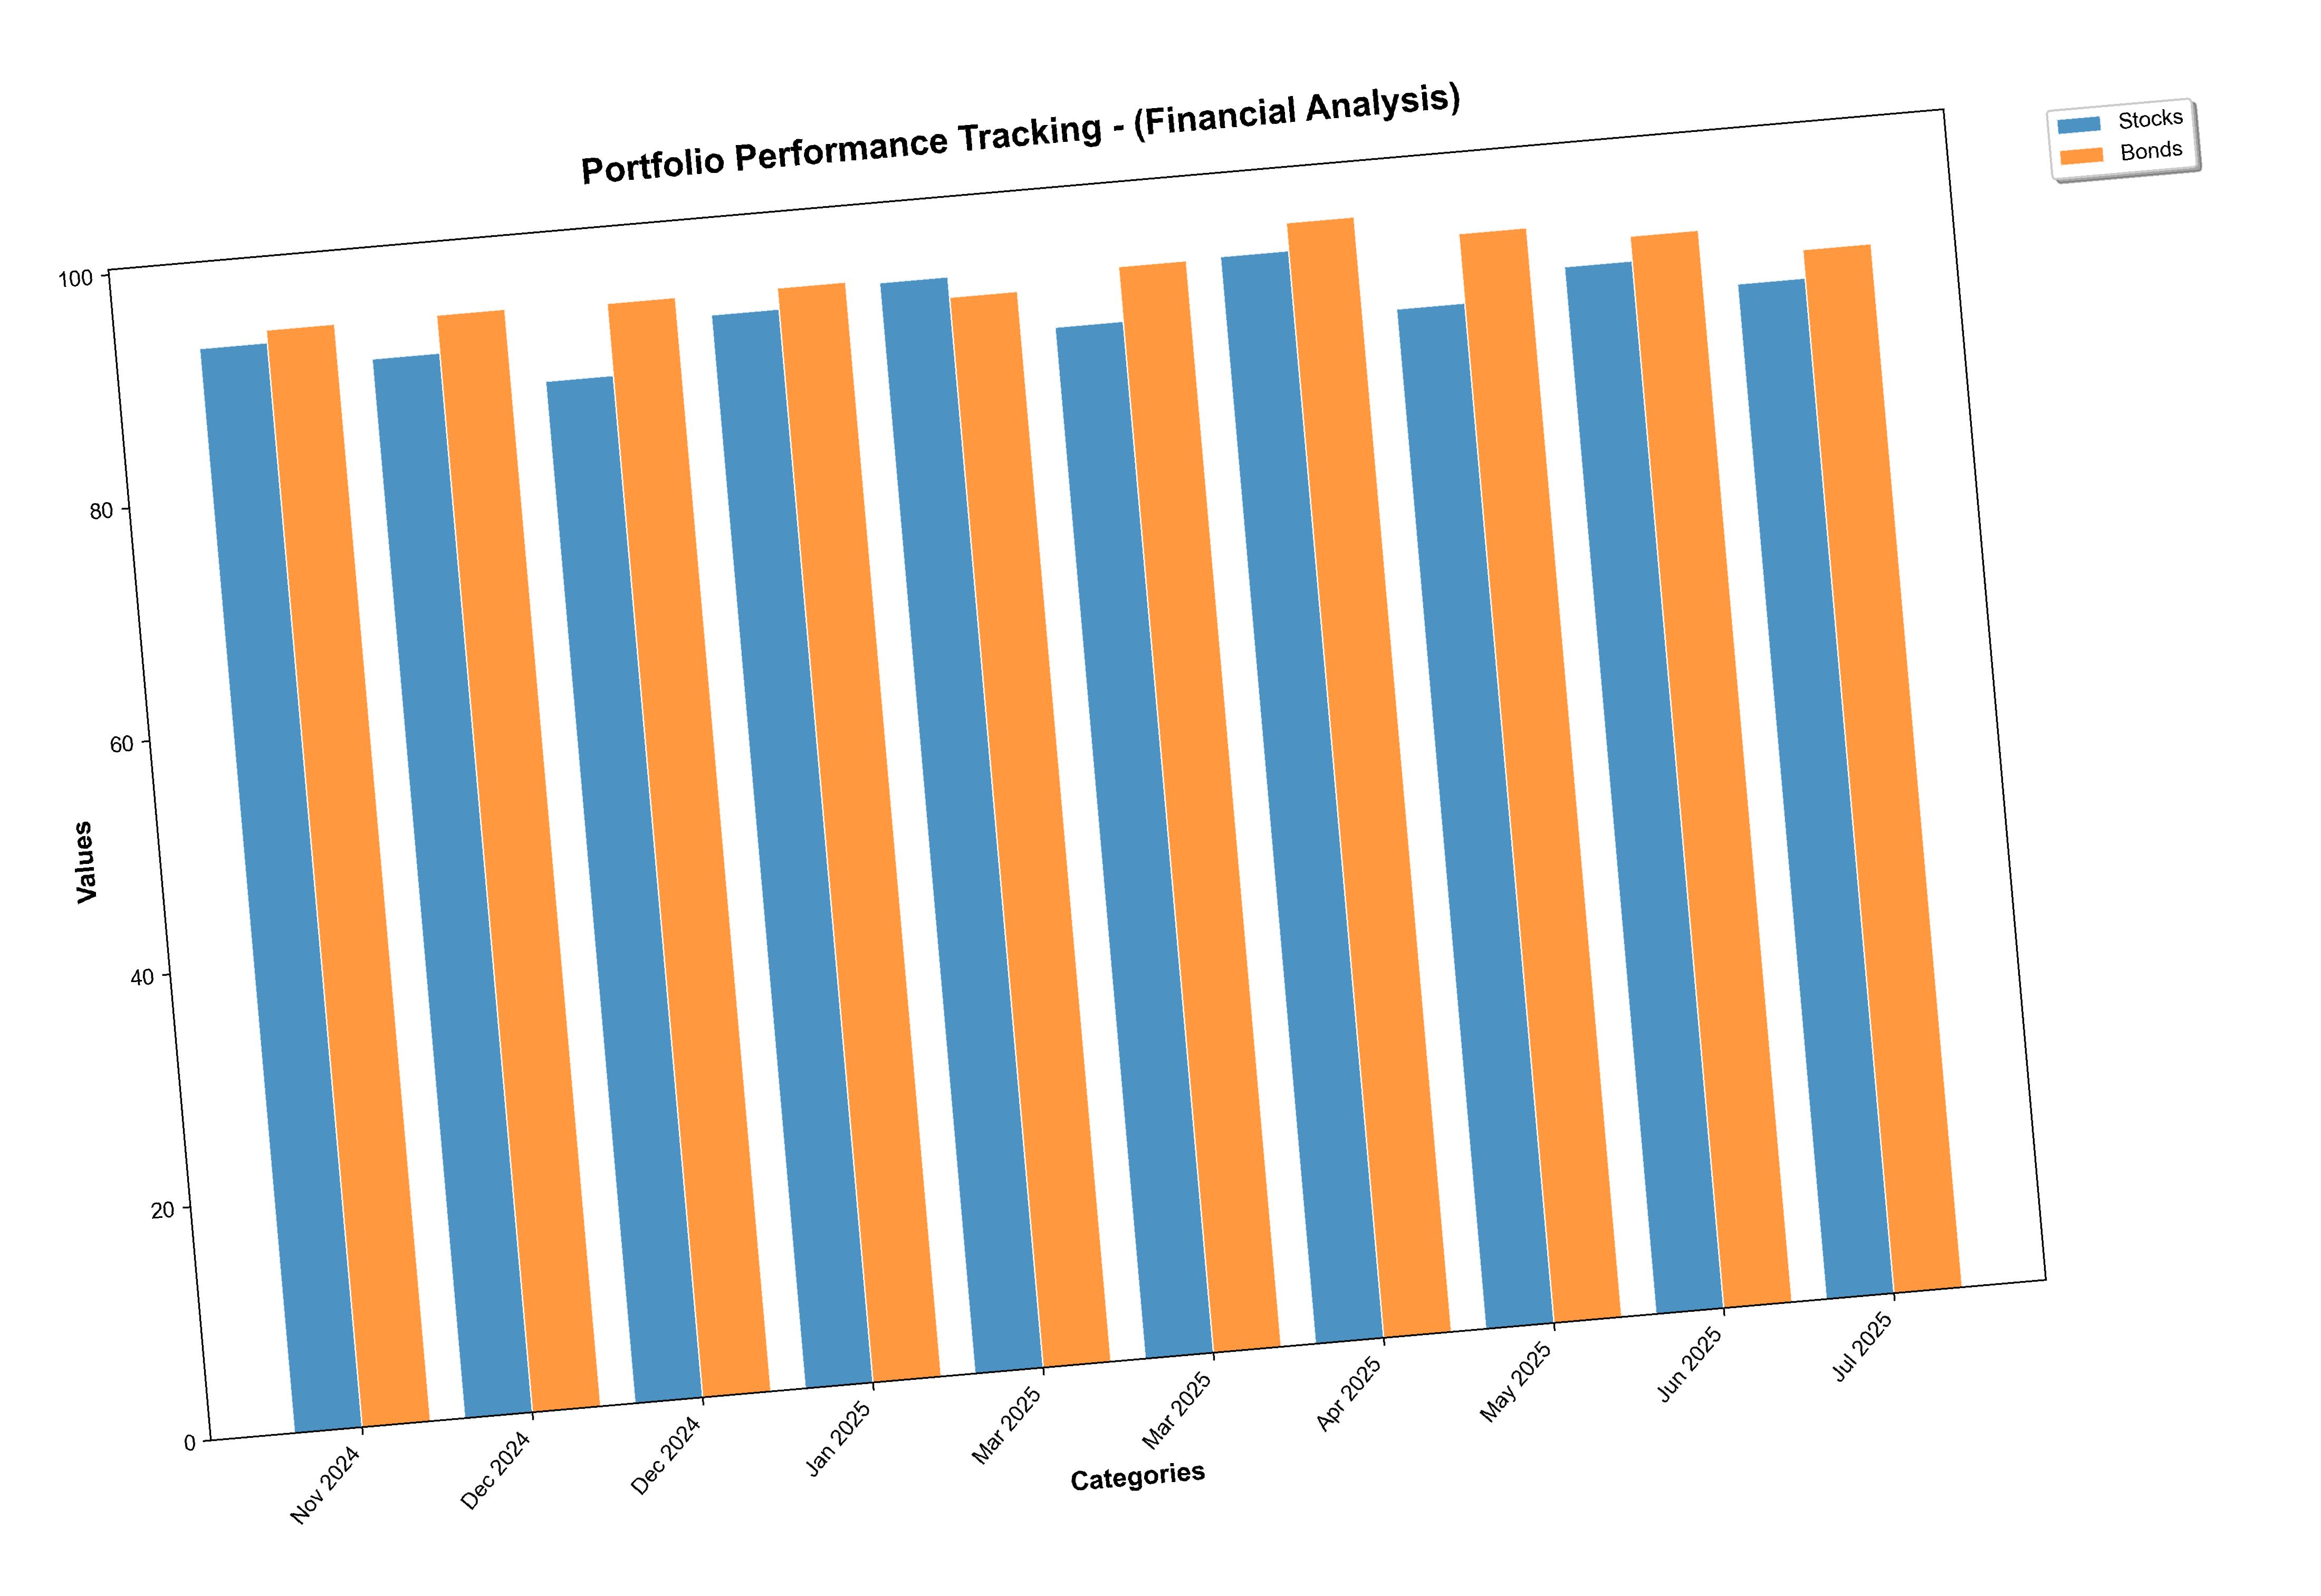 Portfolio Performance Tracking - (Financial Analysis)
Stocks
Bonds
100
80
60
40
20
0
Values
Nov 2024
Dec 2024
Dec 2024
Jan 2025
Mar 2025
Mar 2025
Apr 2025
May 2025
Jun 2025
Jul 2025
Categories